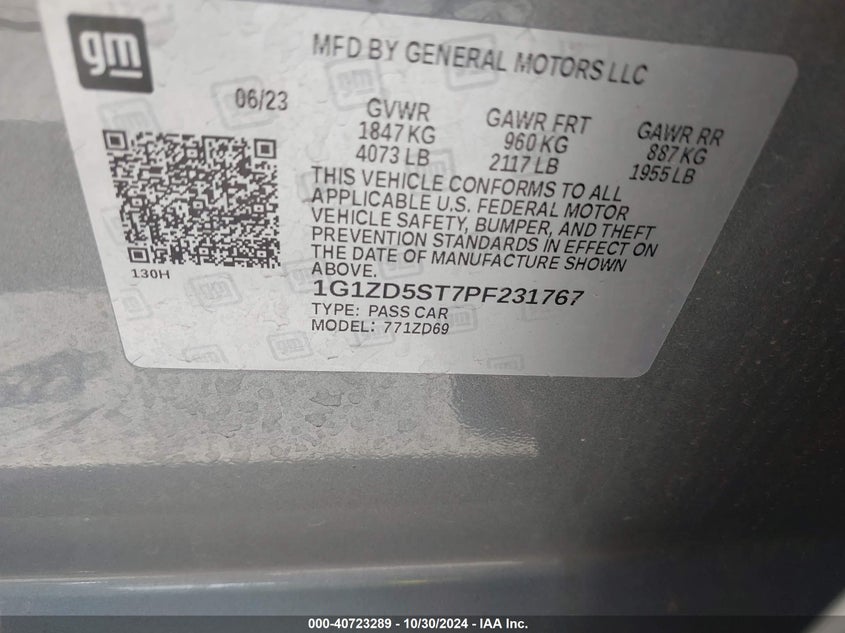 gm
MFD BY GENERAL MOTORS LLC
06/23
GVWR
1847 KG
4073 LB
GAWR FRT
960 KG
2117 LB
GAWR RR
887 KG
1955 LB
THIS VEHICLE CONFORMS TO ALL
APPLICABLE U.S. FEDERAL MOTOR
VEHICLE SAFETY, BUMPER, AND THEFT
PREVENTION STANDARDS IN EFFECT ON
THE DATE OF MANUFACTURE SHOWN
ABOVE.
130H
1G1ZD5ST7PF231767
TYPE: PASS CAR
MODEL: 771ZD69
000-40723289 - 10/30/2024 - IAA Inc.